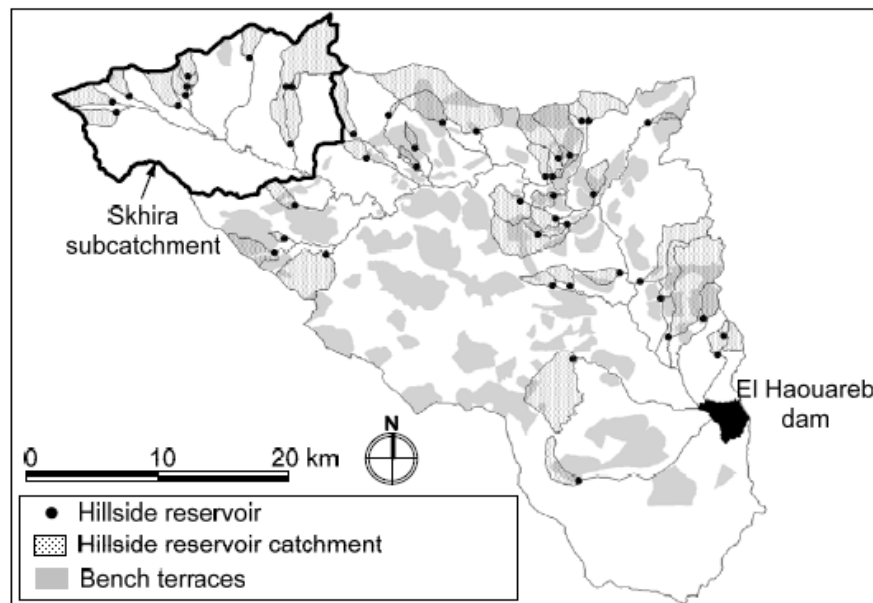 Skhira
subcatchment
El Haouareb
dam
N
0 10 20 km
Hillside reservoir
Hillside reservoir catchment
Bench terraces